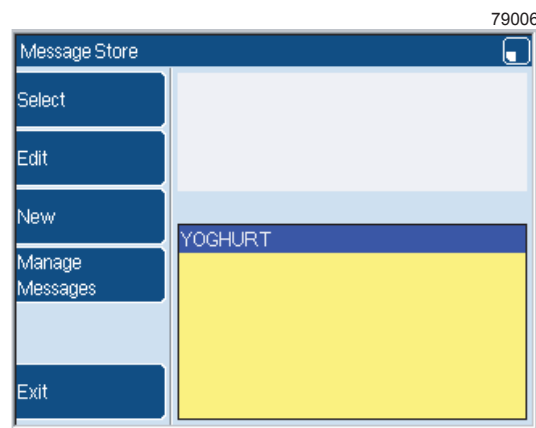 79006
Message Store
Select
Edit
New
YOGHURT
Manage
Messages
Exit